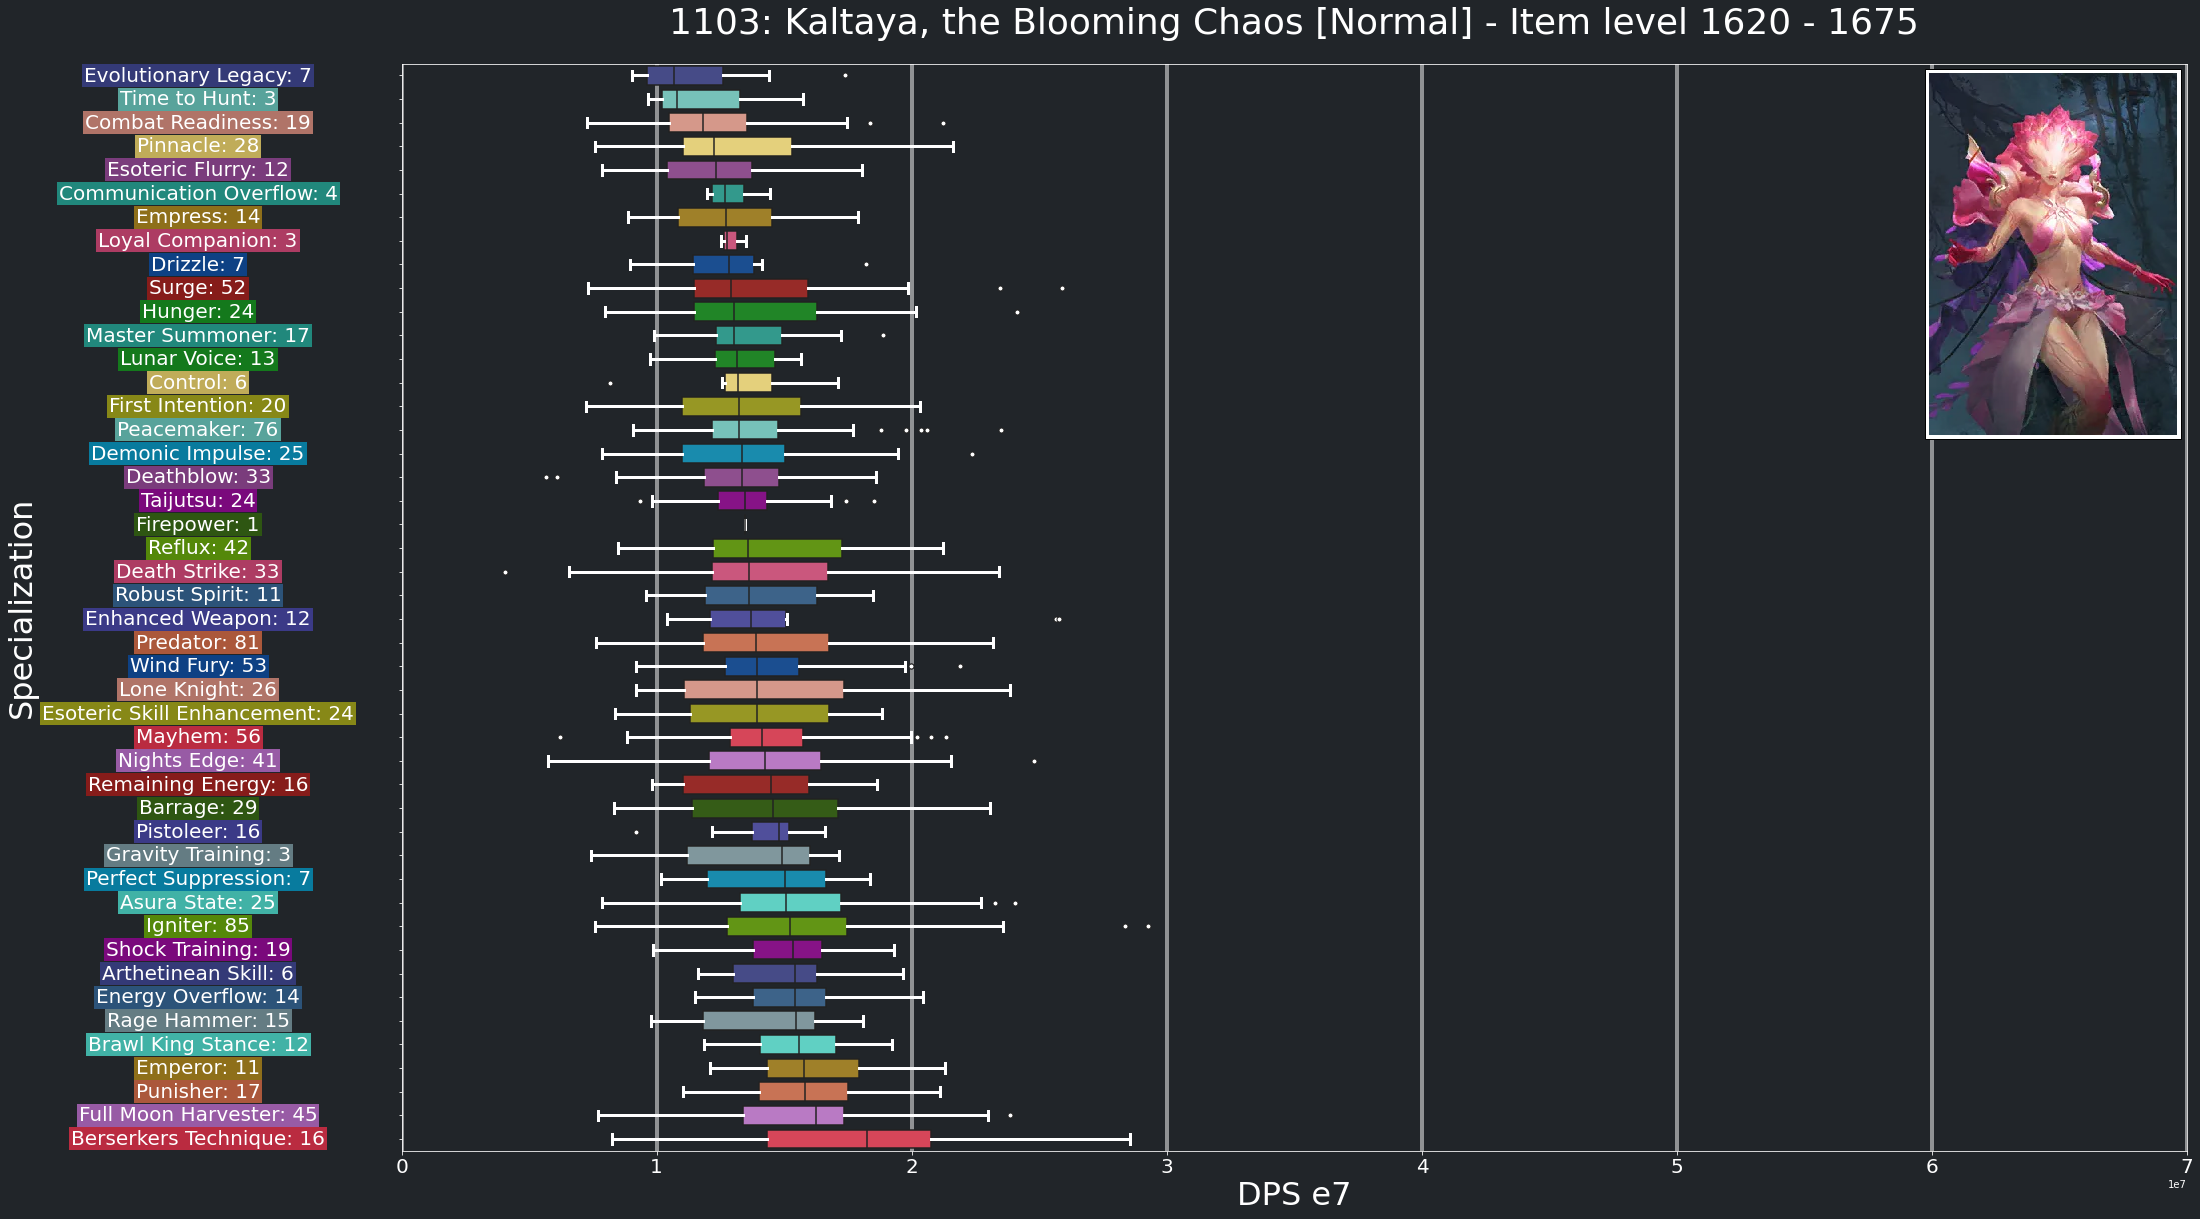 1103: Kaltaya, the Blooming Chaos [Normal] - Item level 1620 - 1675
Evolutionary Legacy: 7
Time to Hunt: 3
Combat Readiness: 19
Pinnacle: 28
Esoteric Flurry: 12
Communication Overflow: 4
Empress: 14
Loyal Companion: 3
Drizzle: 7
Surge: 52
Hunger: 24
Master Summoner: 17
Lunar Voice: 13
Control: 6
First Intention: 20
Peacemaker: 76
Demonic Impulse: 25
Deathblow: 33
Taijutsu: 24
Firepower: 1
Reflux: 42
Death Strike: 33
Robust Spirit: 11
Enhanced Weapon: 12
Predator: 81
Wind Fury: 53
Lone Knight: 26
Esoteric Skill Enhancement: 24
Mayhem: 56
Nights Edge: 41
Remaining Energy: 16
Barrage: 29
Pistoleer: 16
Gravity Training: 3
Perfect Suppression: 7
Asura State: 25
Igniter: 85
Shock Training: 19
Arthetinean Skill: 6
Energy Overflow: 14
Rage Hammer: 15
Brawl King Stance: 12
Emperor: 11
Punisher: 17
Full Moon Harvester: 45
Berserkers Technique: 16
Specialization
0 1 2 3 4 5 6 7
1e7
DPS e7